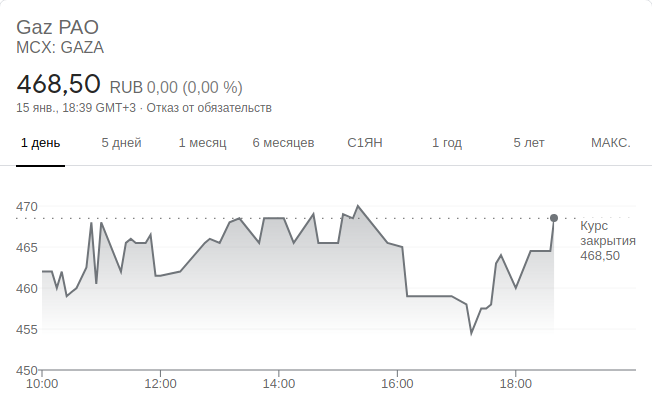 Gaz PAO
MCX: GAZA
468,50 RUB 0,00 (0,00 %)
15 янв., 18:39 GMT+3 · Отказ от обязательств
1 день 5 дней 1 месяц 6 месяцев С1ЯН 1 год 5 лет МАКС.
470
465
460
455
450
Курс
закрытия
468,50
10:00 12:00 14:00 16:00 18:00